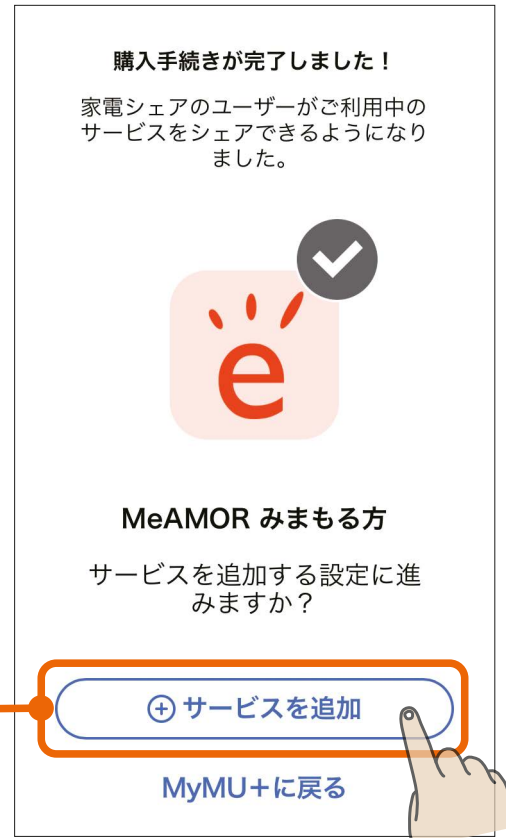 購入手続きが完了しました！
家電シェアのユーザーがご利用中の
サービスをシェアできるようになり
ました。
e
MeAMOR みまもる方
サービスを追加する設定に進
みますか？
サービスを追加
MyMU+に戻る